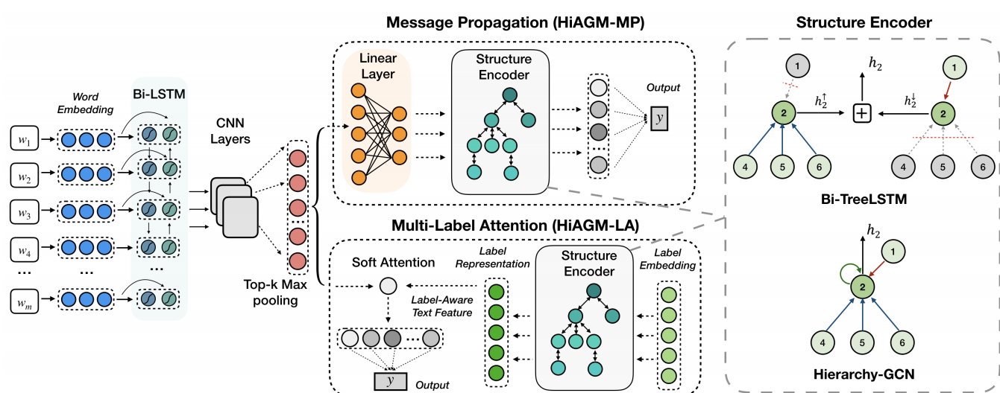 Message Propagation (HiAGM-MP)
Structure Encoder
Word
Embedding
Bi-LSTM
w1
w2
w3
w4
...
...
...
wm
CNN
Layers
...
Top-k Max
pooling
Linear
Layer
Structure
Encoder
...
Output
y
Multi-Label Attention (HiAGM-LA)
Soft Attention
Label
Representation
Structure
Encoder
Label
Embedding
Label-Aware
Text Feature
...
y
Output
1
h2
1
2
h2↑
+
h2↓
2
4
5
6
4
5
6
Bi-TreeLSTM
h2
1
2
4
5
6
Hierarchy-GCN